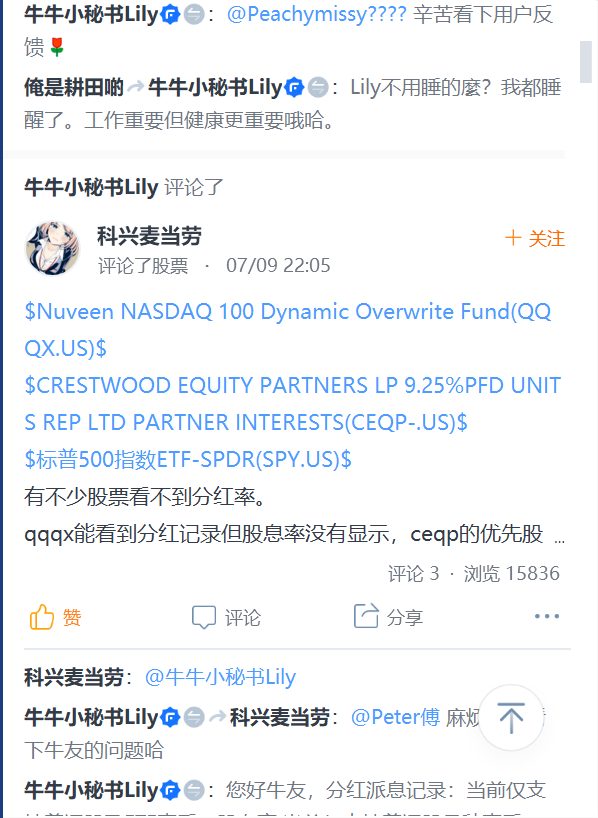 牛牛小秘书Lily：@Peachymissy???? 辛苦看下用户反
馈
俺是耕田啲 牛牛小秘书Lily：Lily不用睡的麼？我都睡
醒了。工作重要但健康更重要哦哈。
牛牛小秘书Lily 评论了
科兴麦当劳
+ 关注
评论了股票 · 07/09 22:05
$Nuveen NASDAQ 100 Dynamic Overwrite Fund(QQ
QX.US)$
$CRESTWOOD EQUITY PARTNERS LP 9.25%PFD UNIT
S REP LTD PARTNER INTERESTS(CEQP-.US)$
$标普500指数ETF-SPDR(SPY.US)$
有不少股票看不到分红率。
qqqx能看到分红记录但股息率没有显示，ceqp的优先股 ...
评论 3 · 浏览 15836
赞 评论 分享
科兴麦当劳：@牛牛小秘书Lily
牛牛小秘书Lily 科兴麦当劳：@Peter傅 麻
下牛友的问题哈
牛牛小秘书Lily：您好牛友，分红派息记录：当前仅支